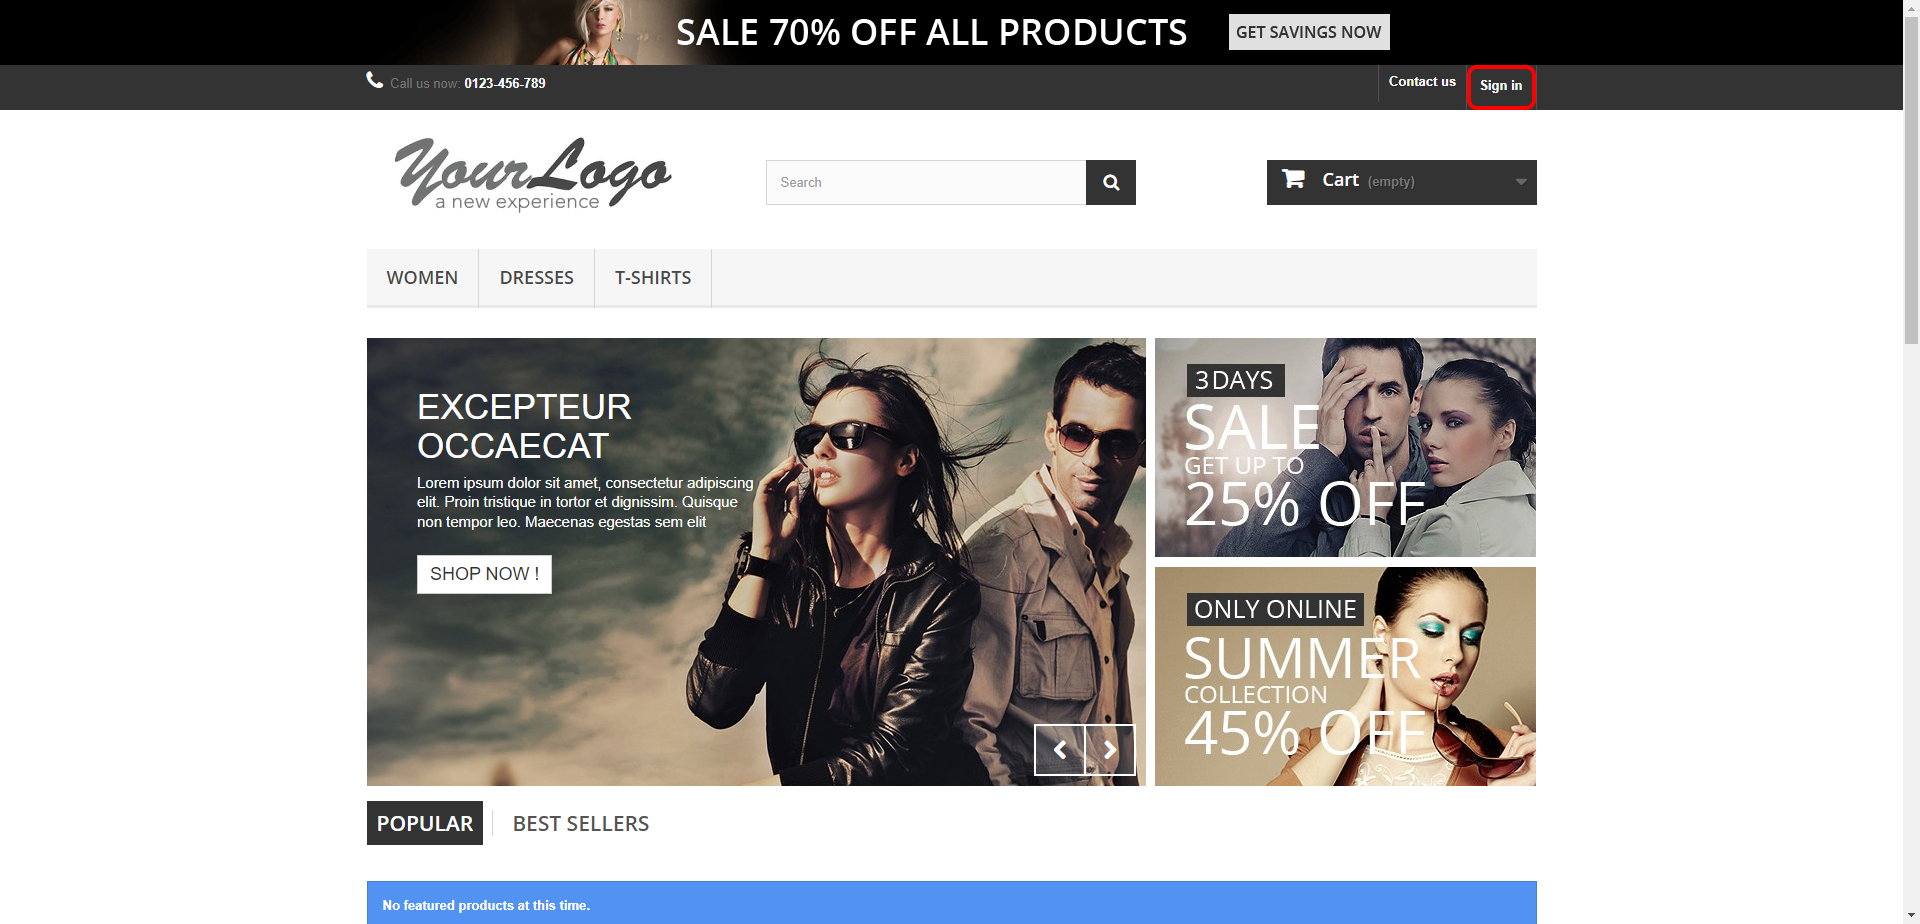 SALE 70% OFF ALL PRODUCTS GET SAVINGS NOW
Call us now: 0123-456-789
Contact us
Sign in
YourLogo
a new experience
Search
Cart (empty)
WOMEN
DRESSES
T-SHIRTS
EXCEPTEUR
OCCAECAT
Lorem ipsum dolor sit amet, consectetur adipiscing
elit. Proin tristique in tortor et dignissim. Quisque
non tempor leo. Maecenas egestas sem elit
SHOP NOW !
3DAYS
SALE
GET UP TO
25% OFF
ONLY ONLINE
SUMMER
COLLECTION
45% OFF
POPULAR
BEST SELLERS
No featured products at this time.